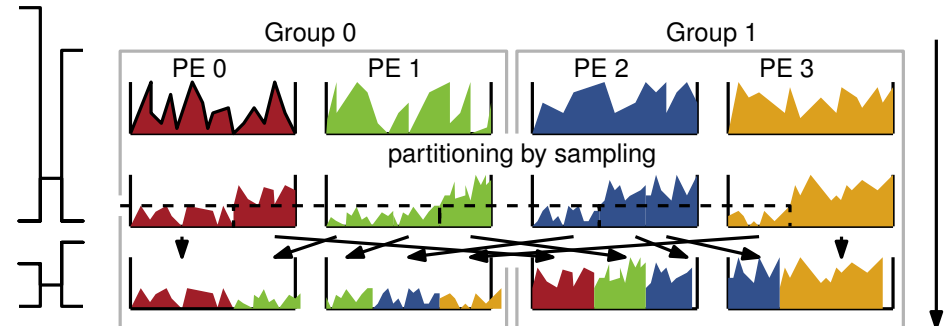 Group 0
Group 1
PE 0
PE 1
PE 2
PE 3
partitioning by sampling